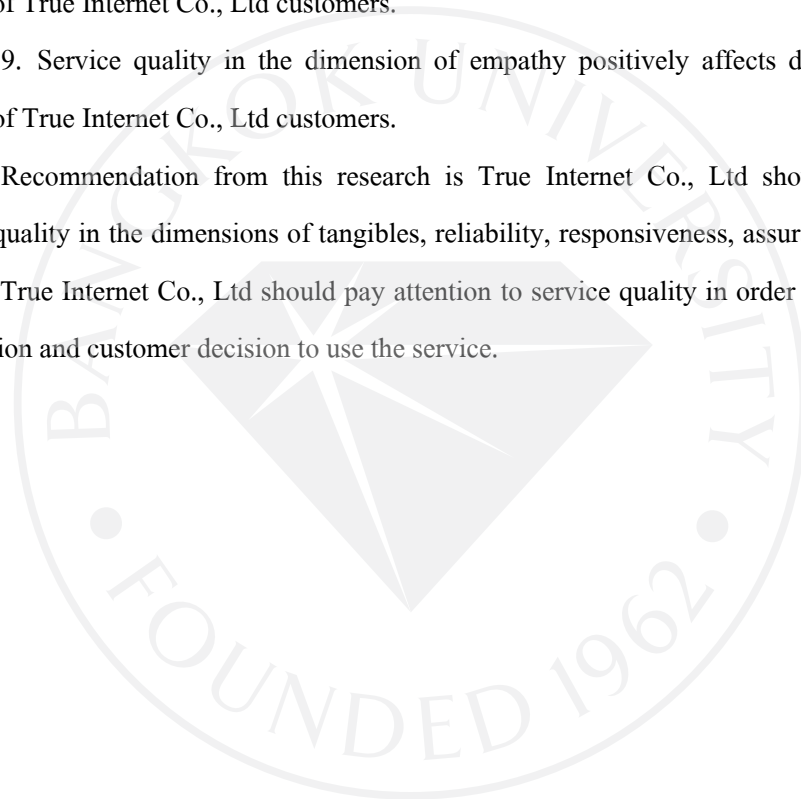 of True Internet Co., Ltd customers.
9. Service quality in the dimension of empathy positively affects d
of True Internet Co., Ltd customers.
Recommendation from this research is True Internet Co., Ltd sho
quality in the dimensions of tangibles, reliability, responsiveness, assur
True Internet Co., Ltd should pay attention to service quality in order
ion and customer decision to use the service.
BANGKOK UNIVERSITY
FOUNDED 1962